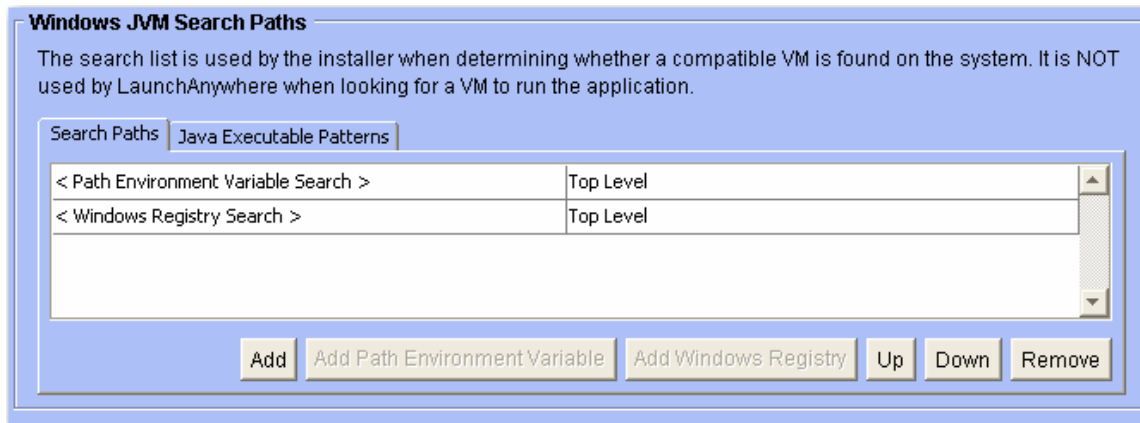 Windows JVM Search Paths
The search list is used by the installer when determining whether a compatible VM is found on the system. It is NOT
used by LaunchAnywhere when looking for a VM to run the application.
Search Paths Java Executable Patterns
< Path Environment Variable Search > Top Level
< Windows Registry Search > Top Level
Add Add Path Environment Variable Add Windows Registry Up Down Remove